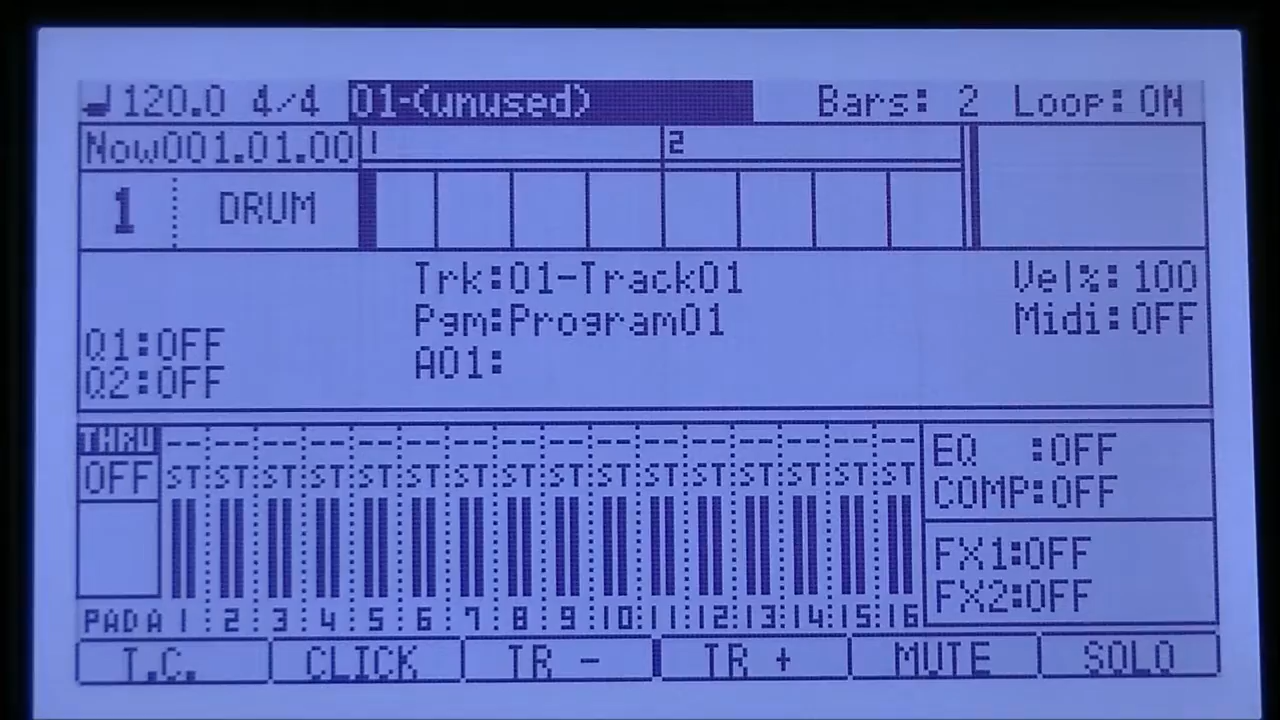 ♩120.0 4/4 01-(unused) Bars: 2 Loop: ON
Now001.01.00 1 2
1 DRUM
Trk:01-Track01 Vel%:100
Pgm:Program01 Midi:OFF
Q1:OFF
A01:
Q2:OFF
THRU -- -- -- -- -- -- -- -- -- -- -- -- -- -- -- -- EQ :OFF
OFF ST ST ST ST ST ST ST ST ST ST ST ST ST ST ST ST COMP:OFF
FX1:OFF
FX2:OFF
PAD A 1 2 3 4 5 6 7 8 9 10 11 12 13 14 15 16
T.C. CLICK TR - TR + MUTE SOLO